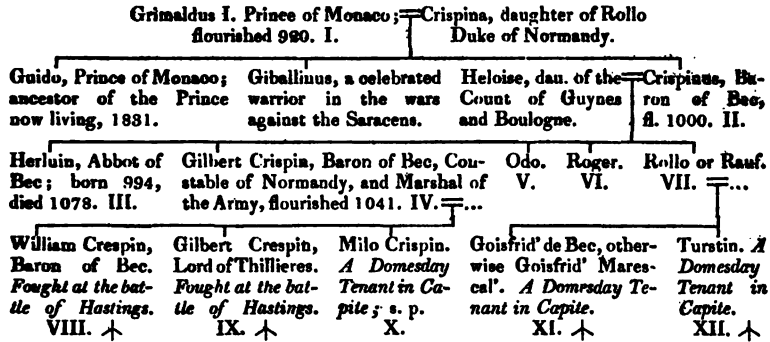 Grimaldus I. Prince of Monaco; Crispina, daughter of Rollo
flourished 920. I. Duke of Normandy.
Guido, Prince of Monaco;
ancestor of the Prince
now living, 1831.
Giballinus, a celebrated
warrior in the wars
against the Saracens.
Heloise, dau. of the
Count of Guynes
and Boulogne.
Crispinus, Ba-
ron of Bec,
fl. 1000. II.
Herluin, Abbot of
Bec; born 994,
died 1078. III.
Gilbert Crispin, Baron of Bec, Con-
stable of Normandy, and Marshal of
the Army, flourished 1041. IV. ...
Odo.
V.
Roger.
VI.
Rollo or Rauf.
VII. ...
William Crespin,
Baron of Bec.
Fought at the bat-
tle of Hastings.
VIII.
Gilbert Crespin,
Lord of Thillieres.
Fought at the bat-
tle of Hastings.
IX.
Milo Crispin.
A Domesday
Tenant in Ca-
pite; s. p.
X.
Goisfrid' de Bec, other-
wise Goisfrid' Mares-
cal'. A Domesday Te-
nant in Capite.
XI.
Turstin. A
Domesday
Tenant in
Capite.
XII.